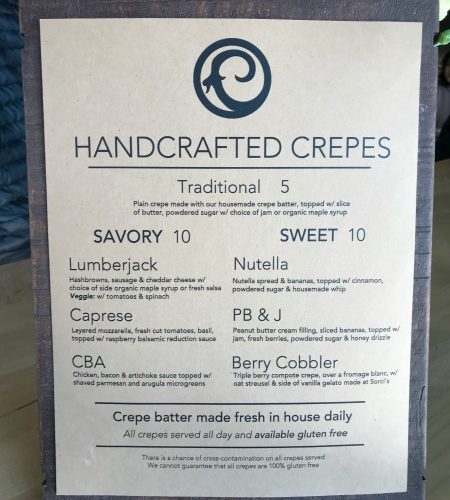 HANDCRAFTED CREPES
Traditional 5
Plain crepe made with our housemade crepe batter, topped w/ slice
of butter, powdered sugar w/ choice of jam or organic maple syrup
SAVORY 10
Lumberjack
Hashbrowns, sausage & cheddar cheese w/
choice of side organic maple syrup or fresh salsa
Veggie: w/ tomatoes & spinach
Caprese
Layered mozzarella, fresh cut tomatoes, basil,
topped w/ raspberry balsamic reduction sauce
CBA
Chicken, bacon & artichoke sauce topped w/
shaved parmesan and arugula microgreens
SWEET 10
Nutella
Nutella spread & bananas, topped w/ cinnamon,
powdered sugar & housemade whip
PB & J
Peanut butter cream filling, sliced bananas, topped w/
jam, fresh berries, powdered sugar & honey drizzle
Berry Cobbler
Triple berry compote crepe, over a fromage blanc, w/
oat streusel & side of vanilla gelato made at Sorci's
Crepe batter made fresh in house daily
All crepes served all day and available gluten free
There is a chance of cross-contamination on all crepes served
We cannot guarantee that all crepes are 100% gluten free